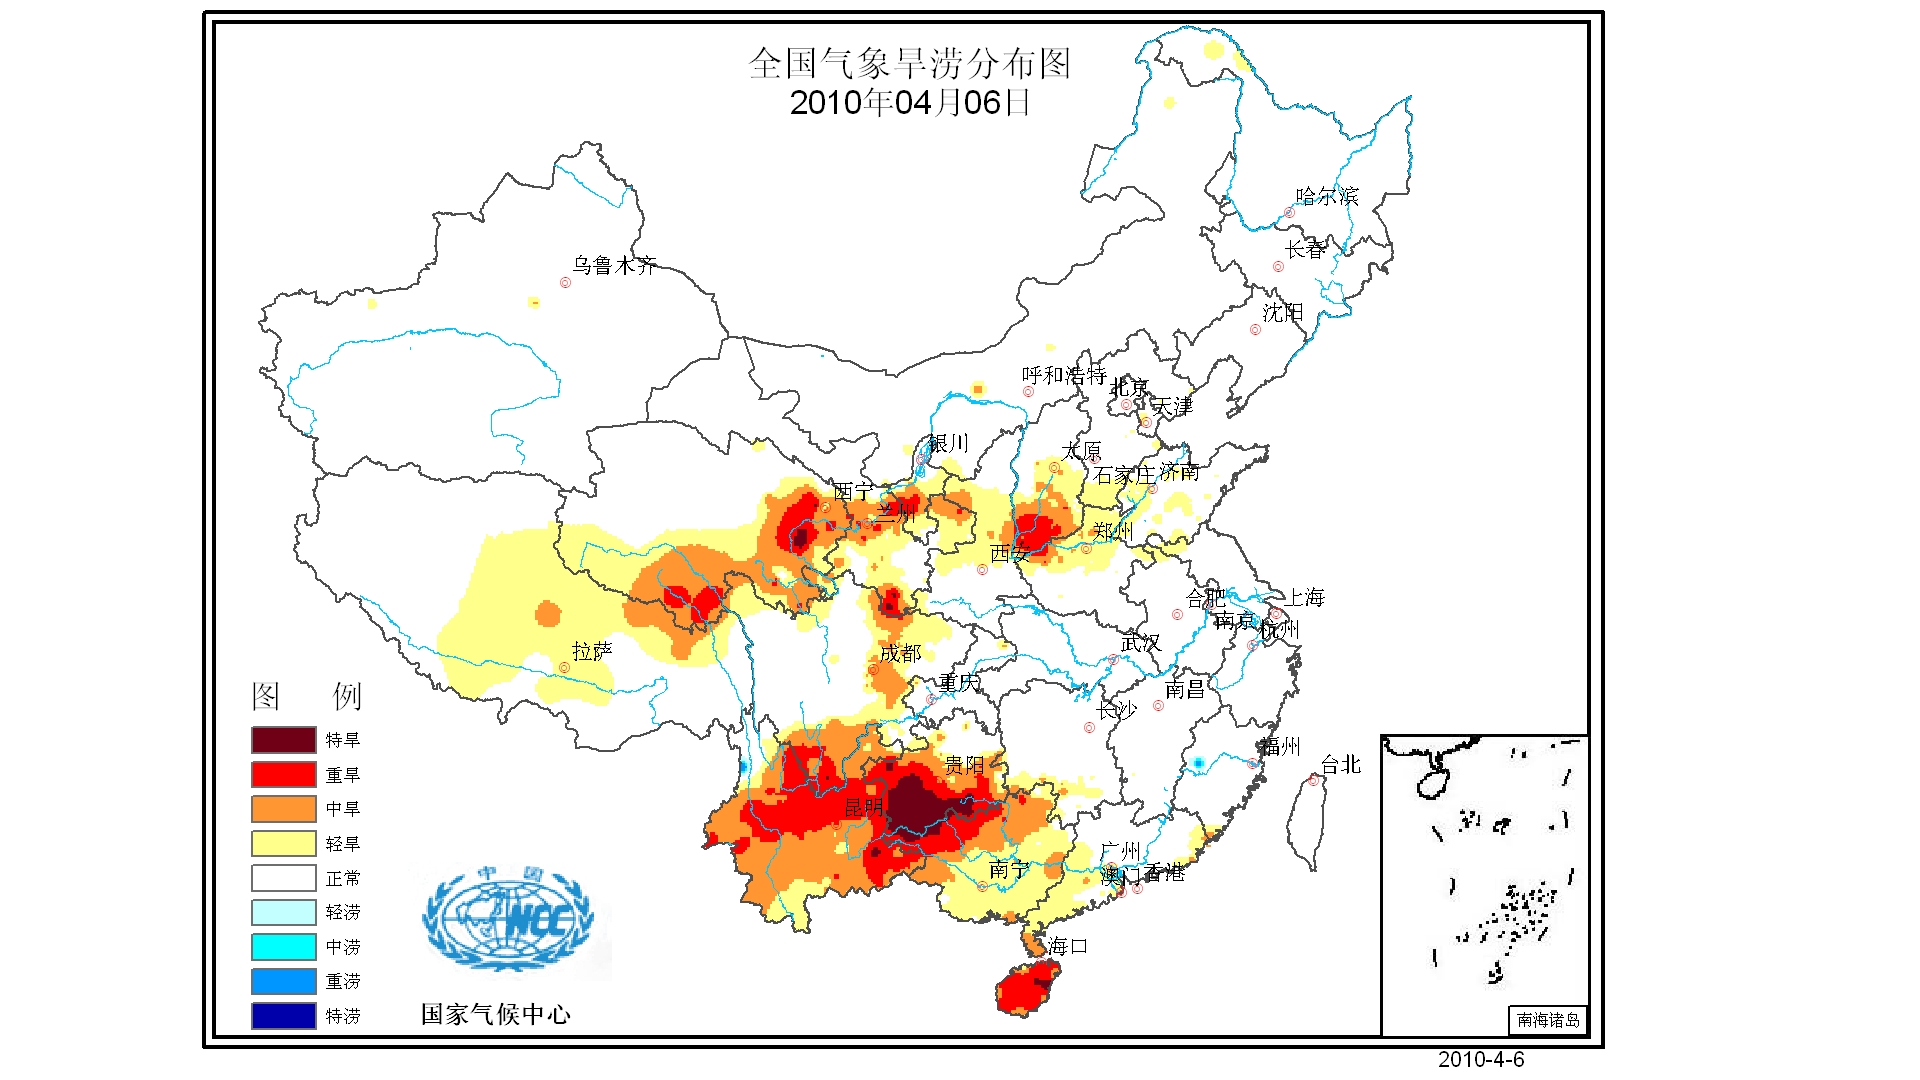 全国气象旱涝分布图
2010年04月06日
哈尔滨
长春
乌鲁木齐
沈阳
呼和浩特
北京
天津
银川
太原
石家庄
济南
西宁
兰州
郑州
西安
合肥
上海
南京
杭州
拉萨
成都
武汉
重庆
南昌
长沙
福州
贵阳
台北
昆明
广州
南宁
澳门
香港
海口
图 例
特旱
重旱
中旱
轻旱
正常
轻涝
中涝
重涝
特涝
中国
NCC
国家气候中心
南海诸岛
2010-4-6